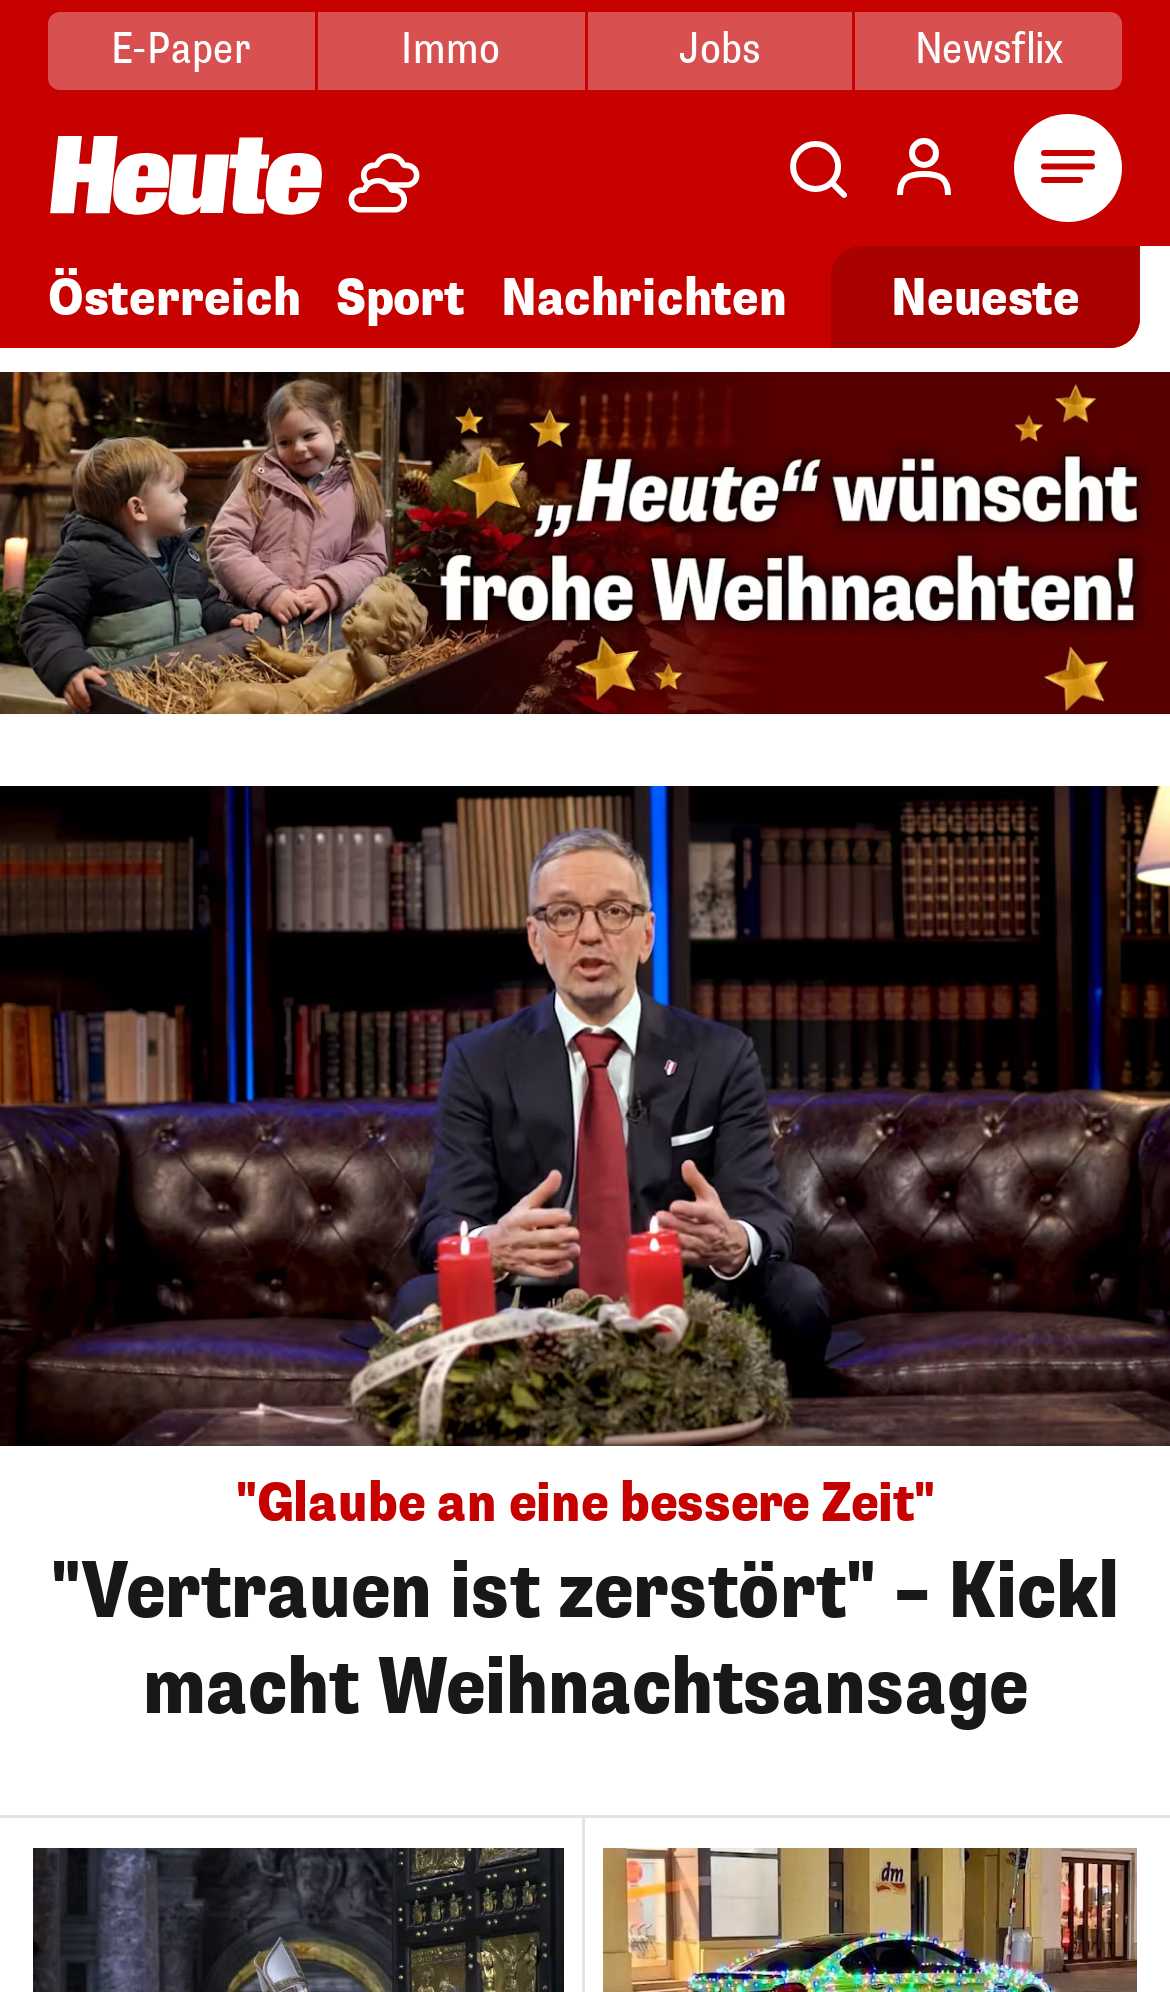 E-Paper
Immo
Jobs
Newsflix
Heute
Österreich
Sport
Nachrichten
Neueste
„Heute“ wünscht
frohe Weihnachten!
"Glaube an eine bessere Zeit"
"Vertrauen ist zerstört" – Kickl
macht Weihnachtsansage
dm